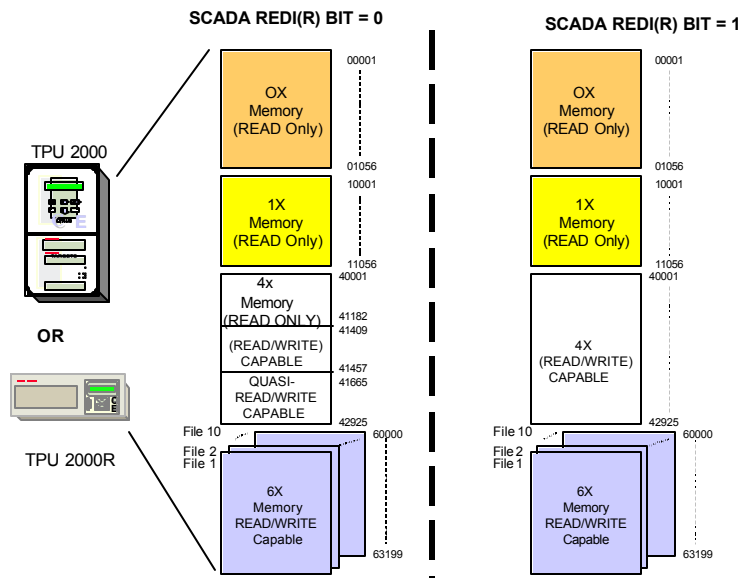 SCADA REDI(R) BIT = 0
TPU 2000
OR
TPU 2000R
00001
OX
Memory
(READ Only)
01056
10001
1X
Memory
(READ Only)
11056
40001
4x
Memory
(READ ONLY)
41182
41409
(READ/WRITE)
CAPABLE
41457
41665
QUASI-
READ/WRITE
CAPABLE
42925
File 10
File 2
File 1
60000
6X
Memory
READ/WRITE
Capable
63199
SCADA REDI(R) BIT = 1
00001
OX
Memory
(READ Only)
01056
10001
1X
Memory
(READ Only)
11056
40001
4X
(READ/WRITE)
CAPABLE
42925
File 10
File 2
File 1
60000
6X
Memory
READ/WRITE
Capable
63199